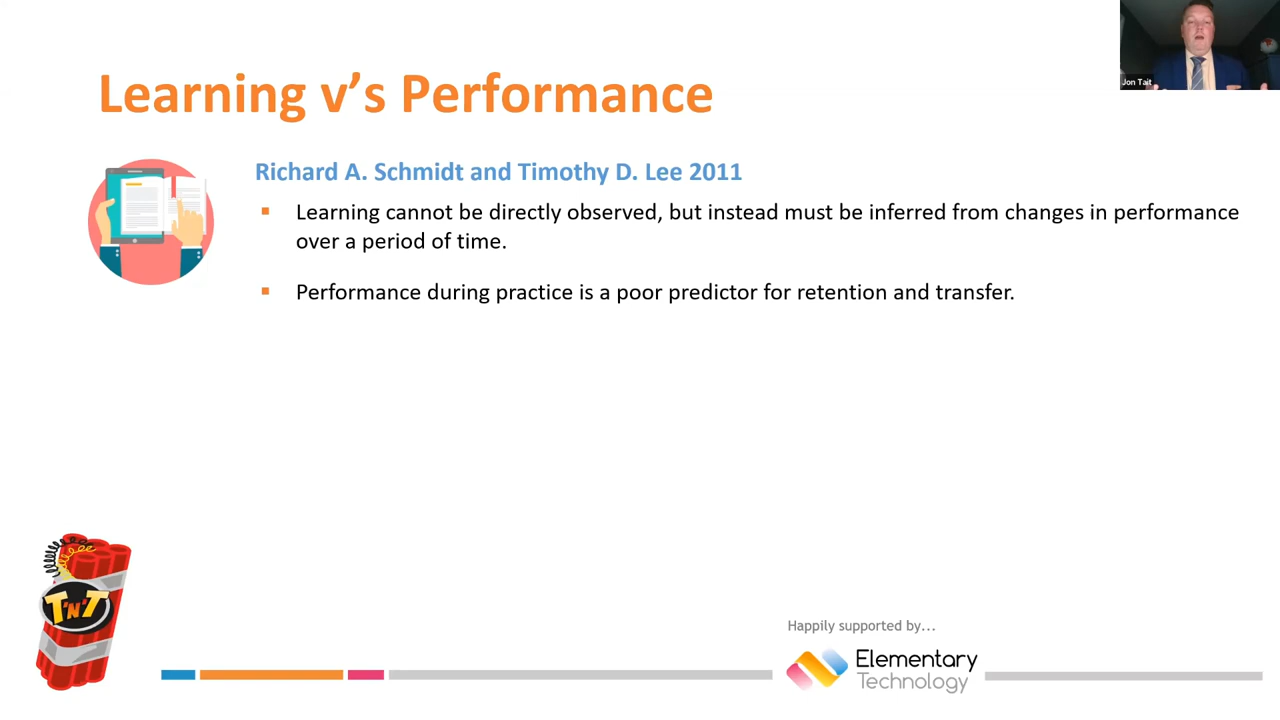 Jon Tait
Learning v’s Performance
Richard A. Schmidt and Timothy D. Lee 2011
▪ Learning cannot be directly observed, but instead must be inferred from changes in performance
over a period of time.
▪ Performance during practice is a poor predictor for retention and transfer.
T'N'T
Happily supported by...
Elementary
Technology